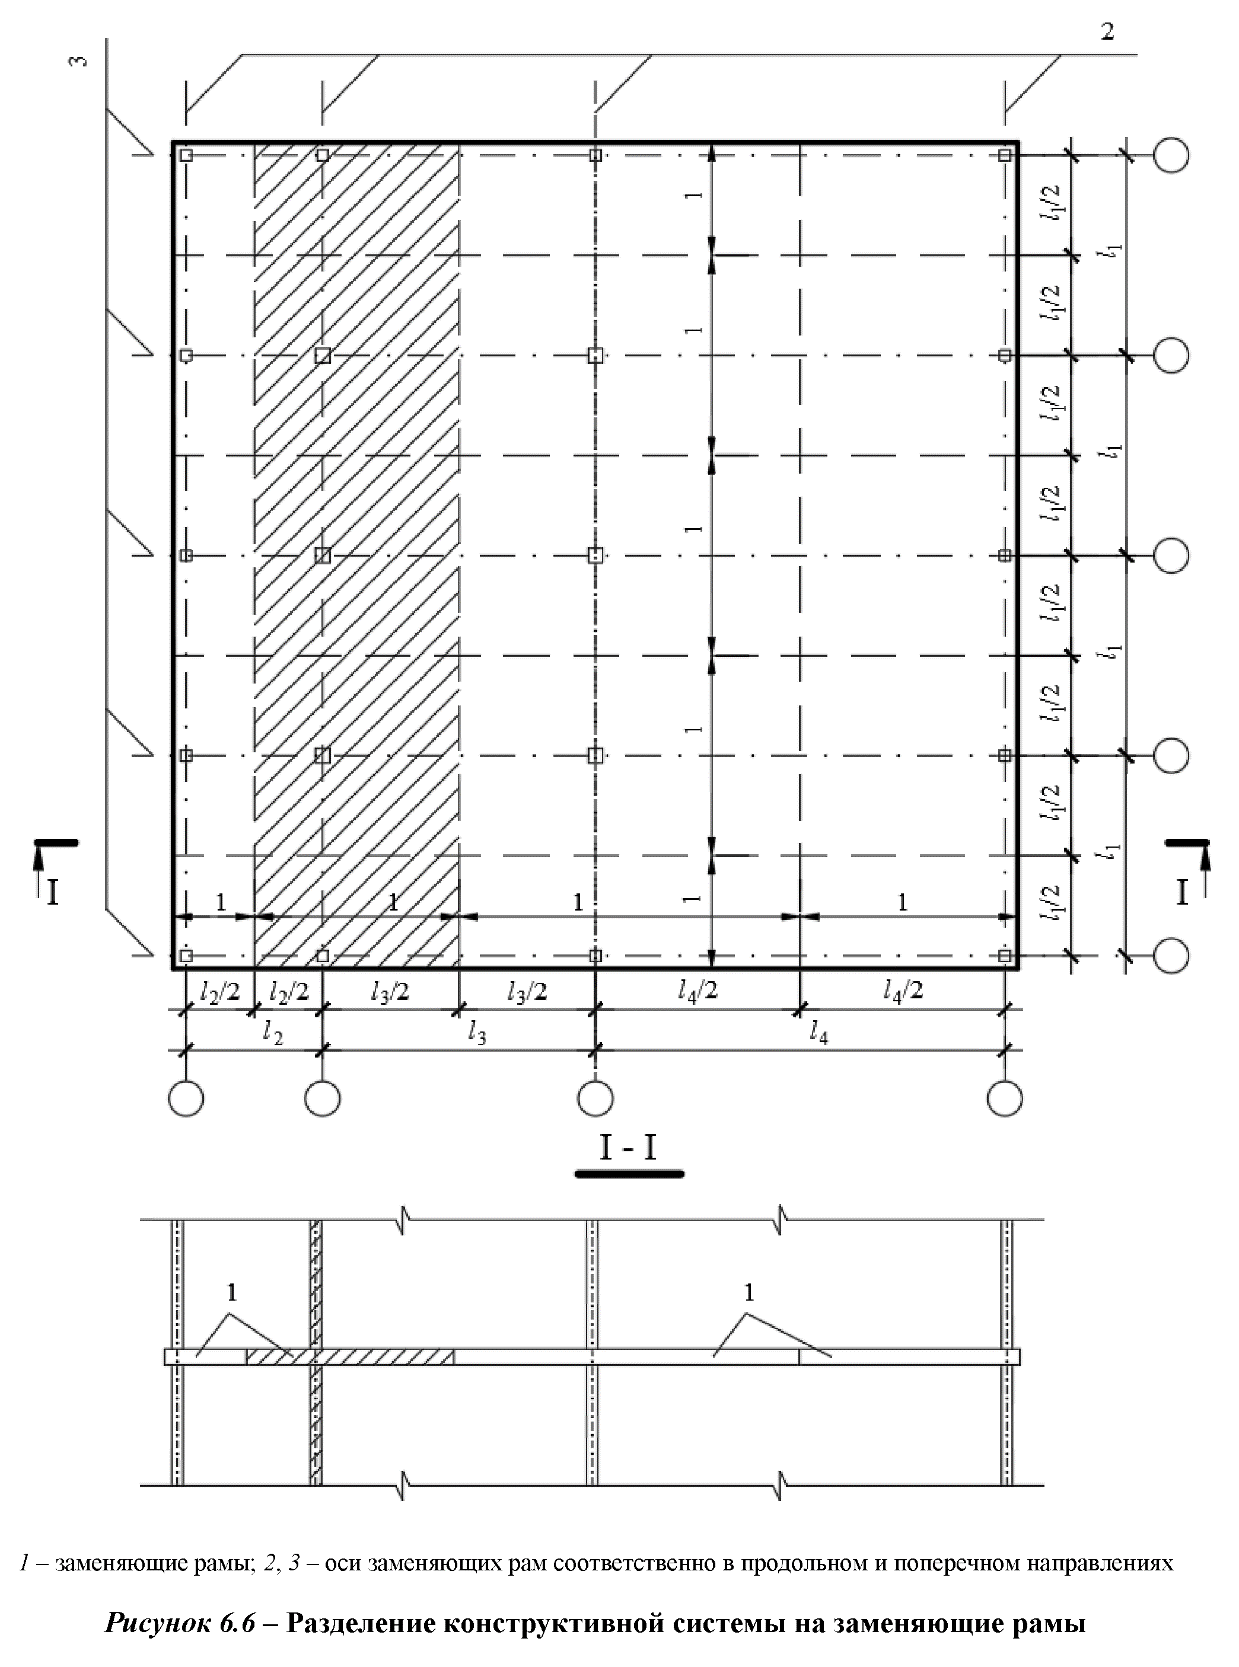 2
3
1
l1/2
l1
l1/2
1
l1/2
l1
l1/2
1
l1/2
l1
l1/2
1
l1/2
l1
l1/2
1
I
I
1
1
1
1
l2/2
l2/2
l3/2
l3/2
l4/2
l4/2
l2
l3
l4
I - I
1
1
1 – заменяющие рамы; 2, 3 – оси заменяющих рам соответственно в продольном и поперечном направлениях
Рисунок 6.6 – Разделение конструктивной системы на заменяющие рамы